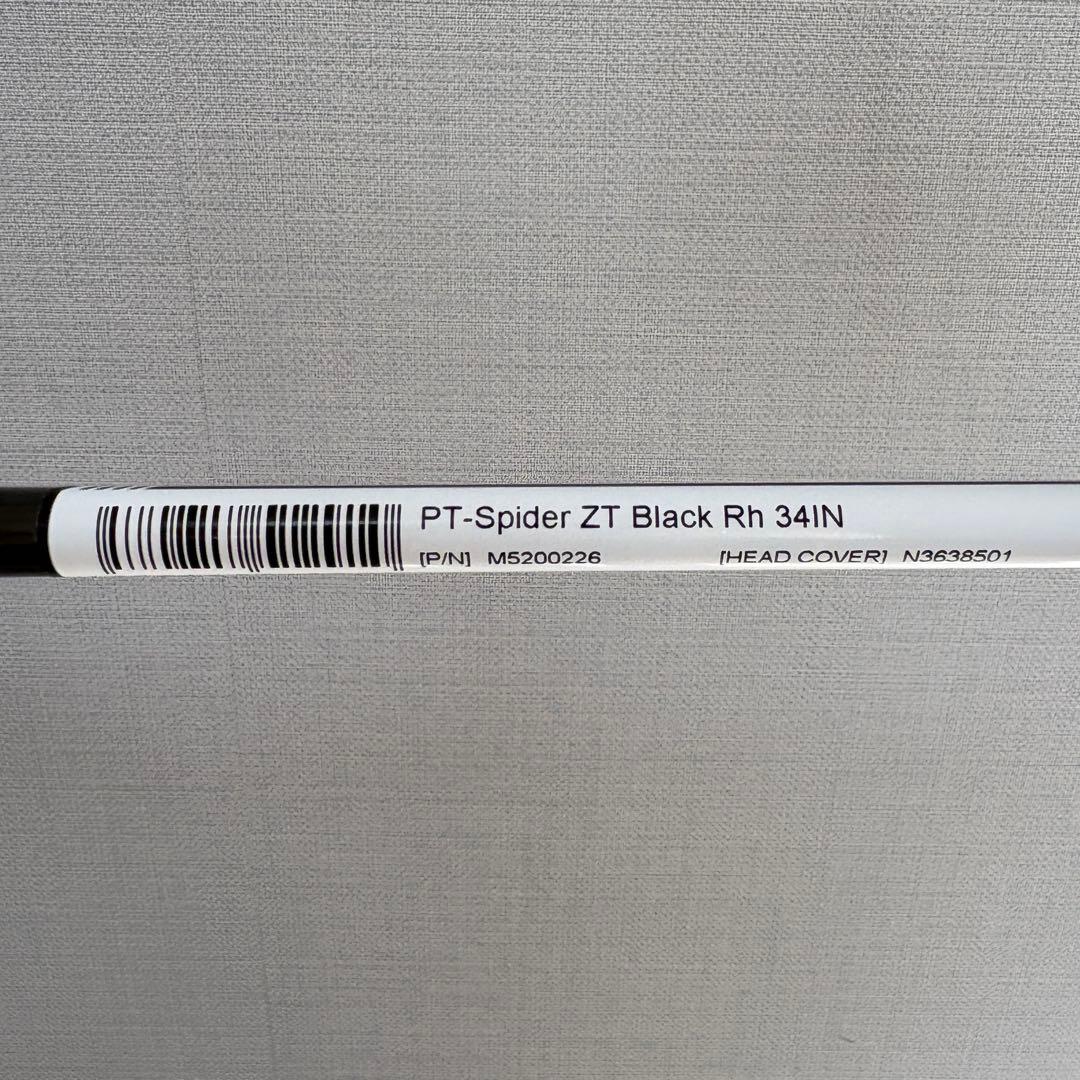 PT-Spider ZT Black Rh 34IN
[P/N] M5200226 [HEAD COVER] N3638501